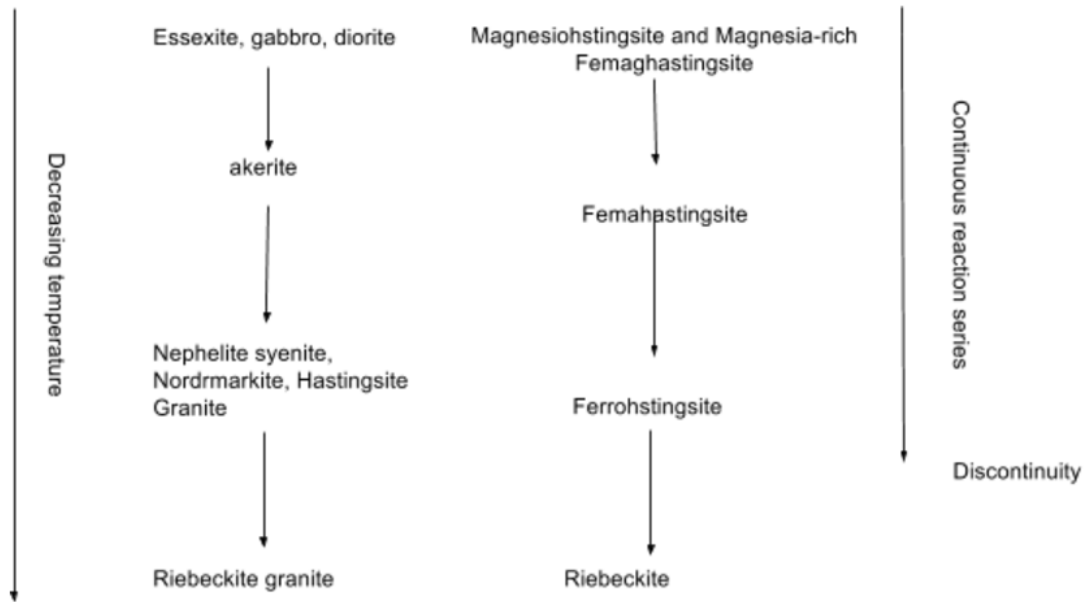 Essexite, gabbro, diorite
Magnesiohstingsite and Magnesia-rich
Femaghastingsite
akerite
Femahastingsite
Nephelite syenite,
Nordrmarkite, Hastingsite
Granite
Ferrohstingsite
Riebeckite granite
Riebeckite
Decreasing temperature
Continuous reaction series
Discontinuity